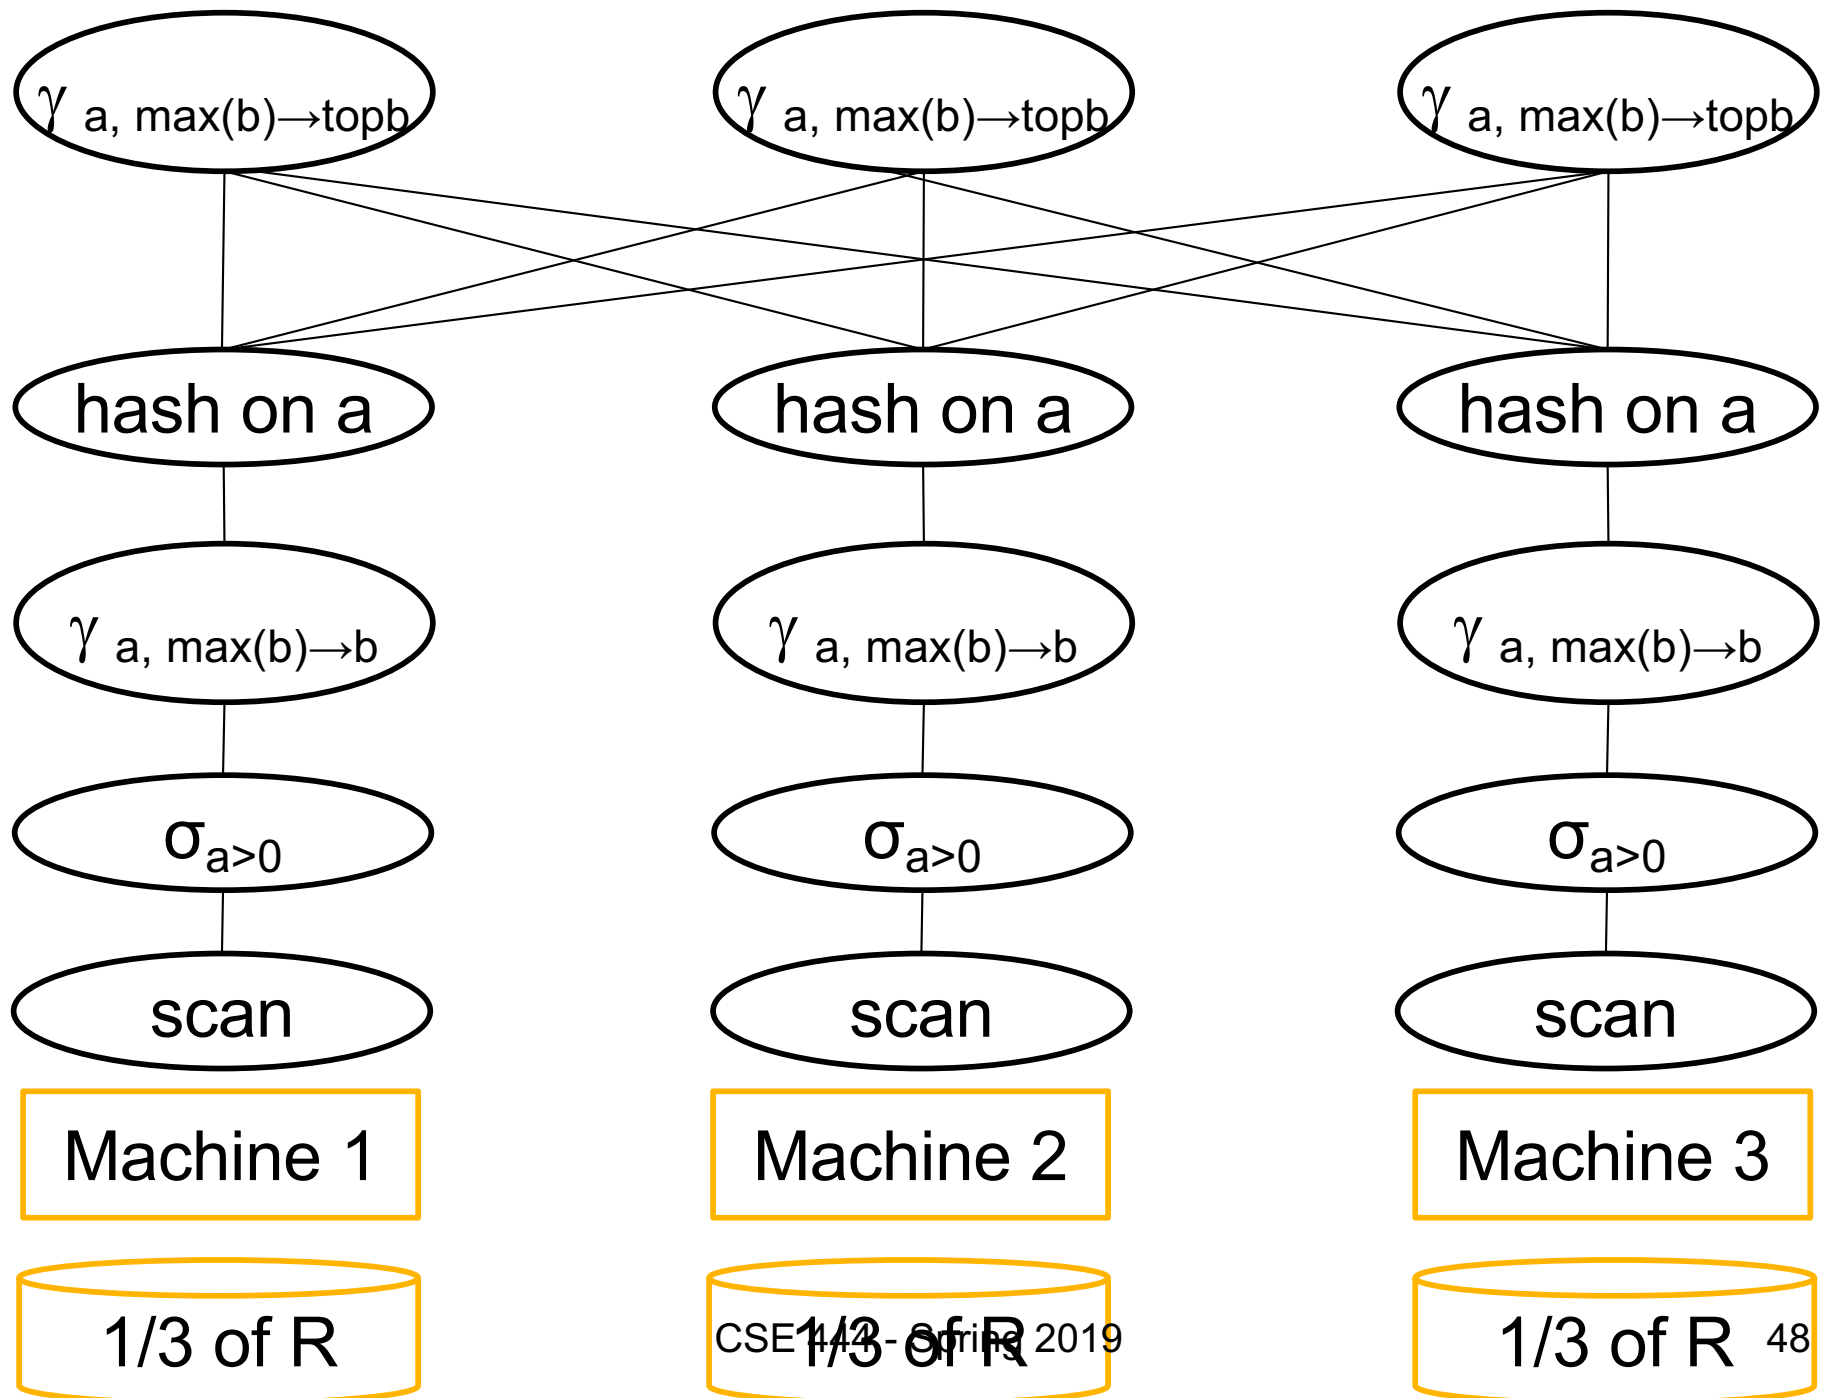 γ a, max(b)→topb
γ a, max(b)→topb
γ a, max(b)→topb
hash on a
hash on a
hash on a
γ a, max(b)→b
γ a, max(b)→b
γ a, max(b)→b
σa>0
σa>0
σa>0
scan
scan
scan
Machine 1
Machine 2
Machine 3
1/3 of R
1/3 of R
1/3 of R
CSE 444 - Spring 2019
48